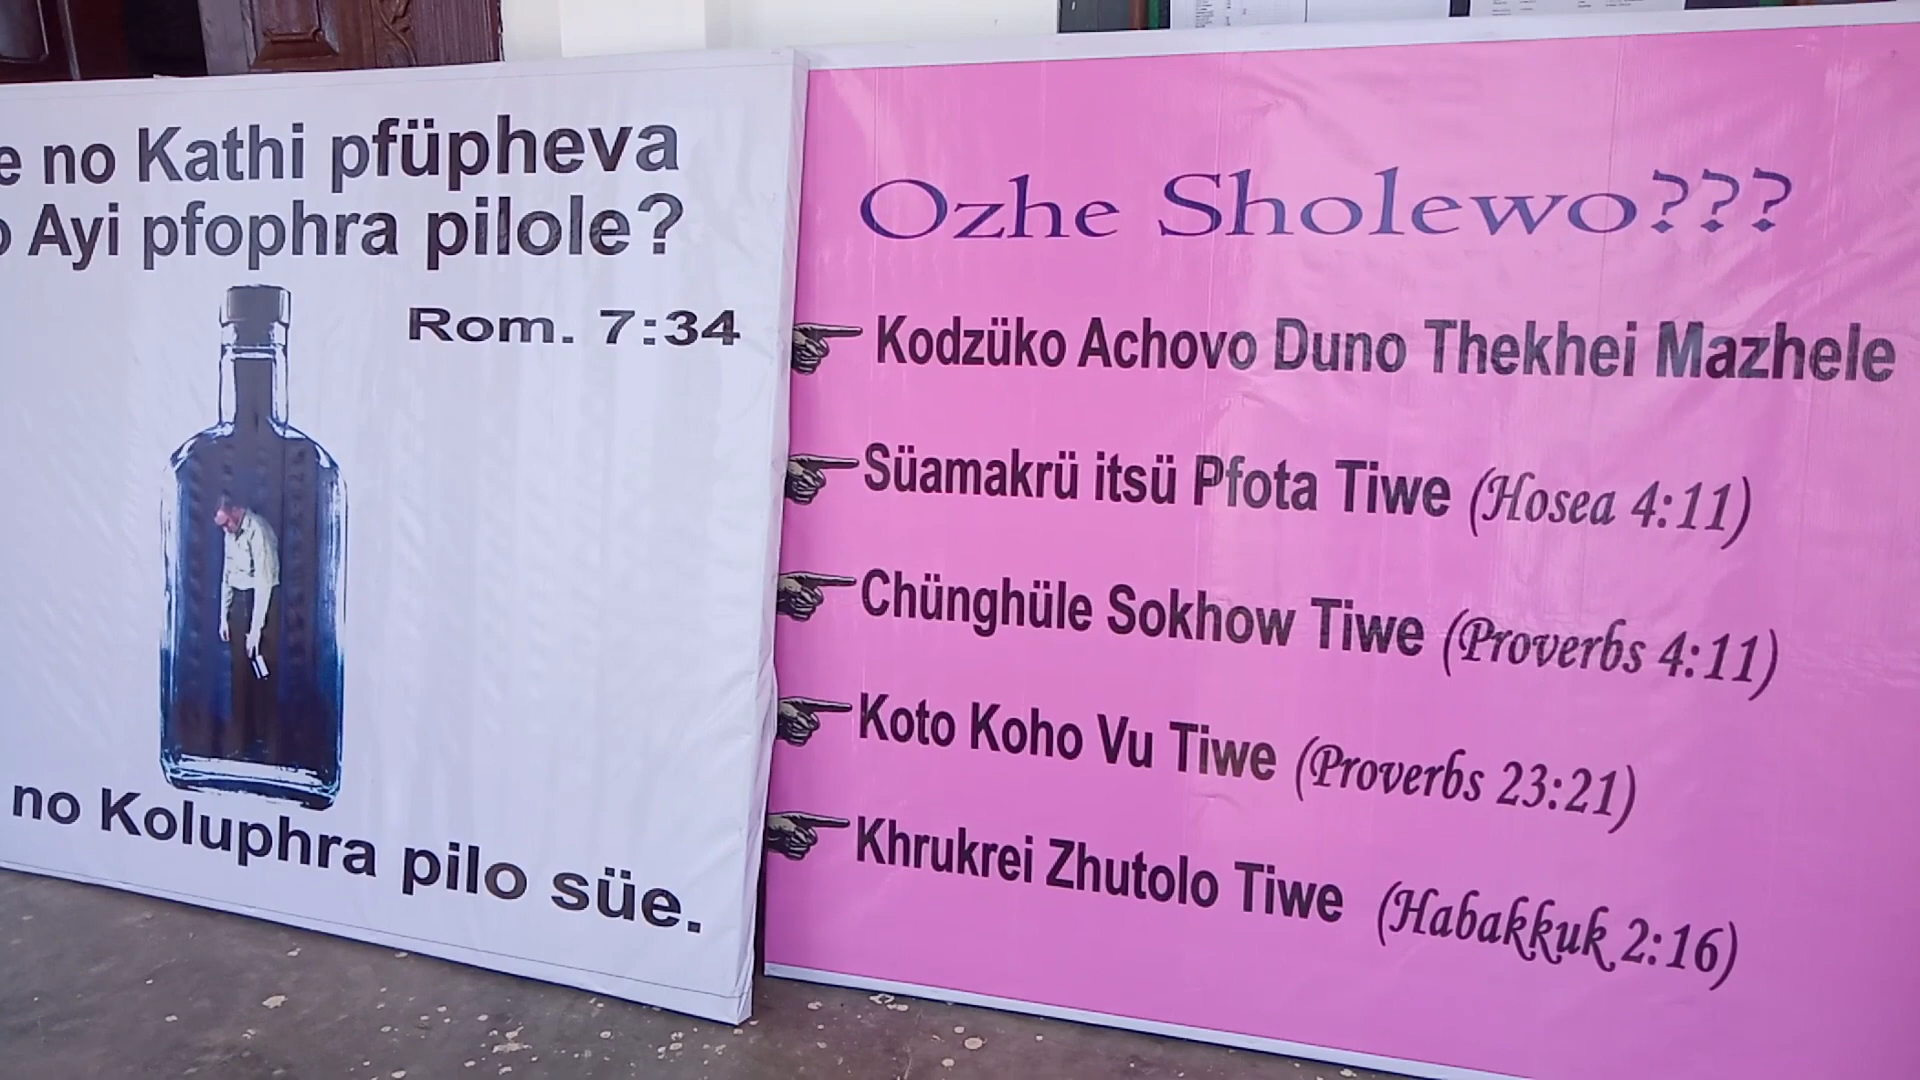 e no Kathi pfüpheva
o Ayi pfophra pilole?
Rom. 7:34
no Koluphra pilo süe.
Ozhe Sholewo???
Kodzüko Achovo Duno Thekhei Mazhele
Süamakrü itsü Pfota Tiwe (Hosea 4:11)
Chünghüle Sokhow Tiwe (Proverbs 4:11)
Koto Koho Vu Tiwe (Proverbs 23:21)
Khrukrei Zhutolo Tiwe (Habakkuk 2:16)